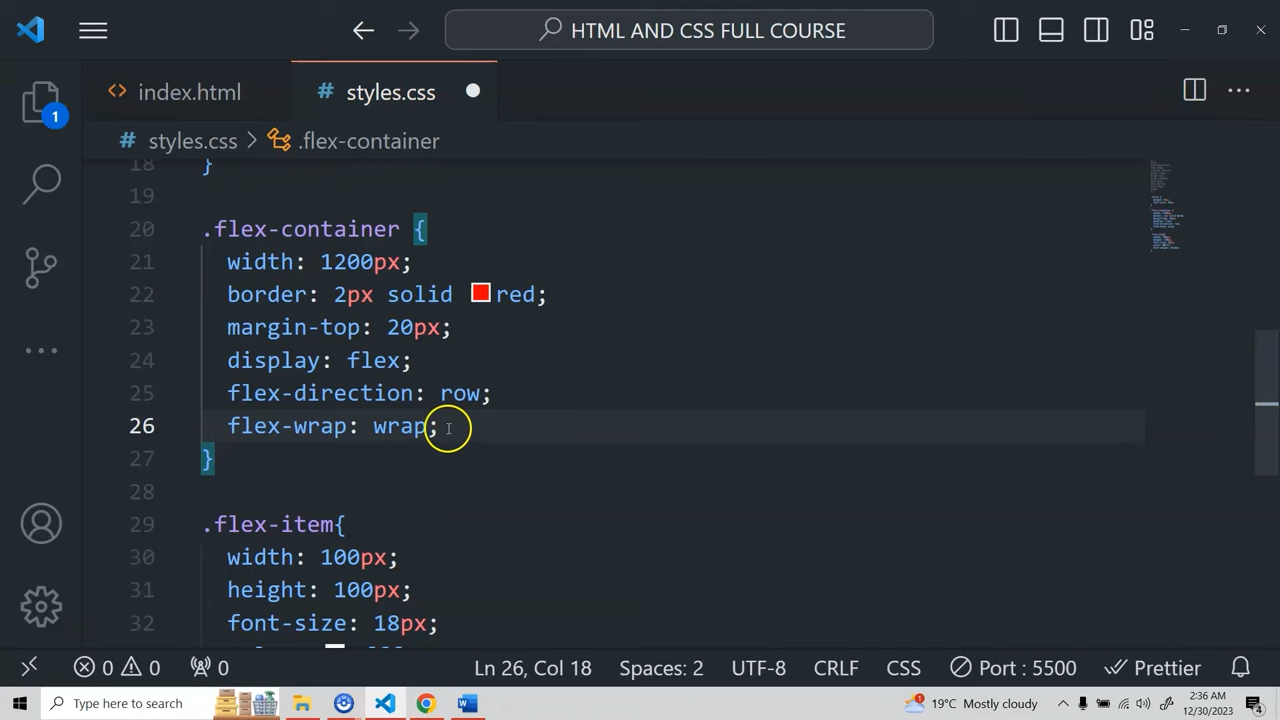 HTML AND CSS FULL COURSE
index.html
styles.css
styles.css > .flex-container
1
18 }
19
20 .flex-container {
21 width: 1200px;
22 border: 2px solid red;
23 margin-top: 20px;
24 display: flex;
25 flex-direction: row;
26 flex-wrap: wrap;
27 }
28
29 .flex-item{
30 width: 100px;
31 height: 100px;
32 font-size: 18px;
0 0 0 Ln 26, Col 18 Spaces: 2 UTF-8 CRLF CSS Port : 5500 Prettier
Type here to search 1 19°C Mostly cloudy 2:36 AM
12/30/2023 4